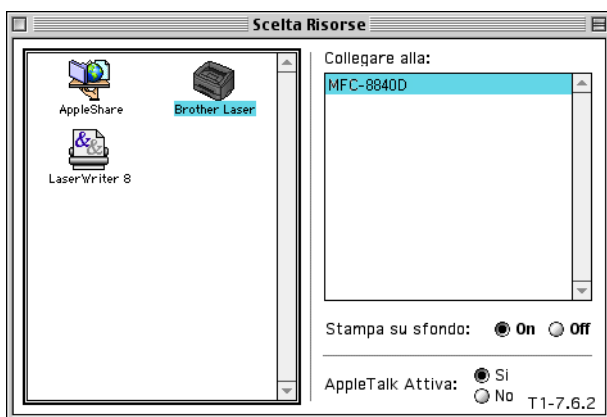 Scelta Risorse
AppleShare
Brother Laser
LaserWriter 8
Collegare alla:
MFC-8840D
Stampa su sfondo: On Off
AppleTalk Attiva: Si
No
T1-7.6.2